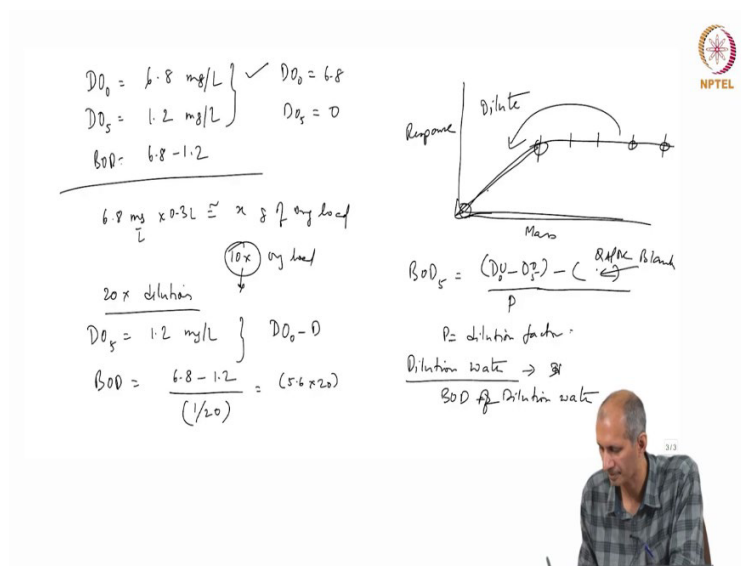 DO₀ = 6.8 mg/L } ✓ DO₀ = 6.8
DO₅ = 1.2 mg/L DO₅ = 0
BOD = 6.8 - 1.2
6.8 mg/L x 0.3L ≅ x g of org load
10x org load
20x dilution
DO₅ = 1.2 mg/L } DO₀ - D
BOD = 6.8 - 1.2 / (1/20) = (5.6 x 20)
NPTEL
Dilute
Response
Mass
BOD₅ = (DO₀ - DO₅) - ( ) / P
QA/QC Blank
P = dilution factor.
Dilution water →
BOD of Dilution water
3/3